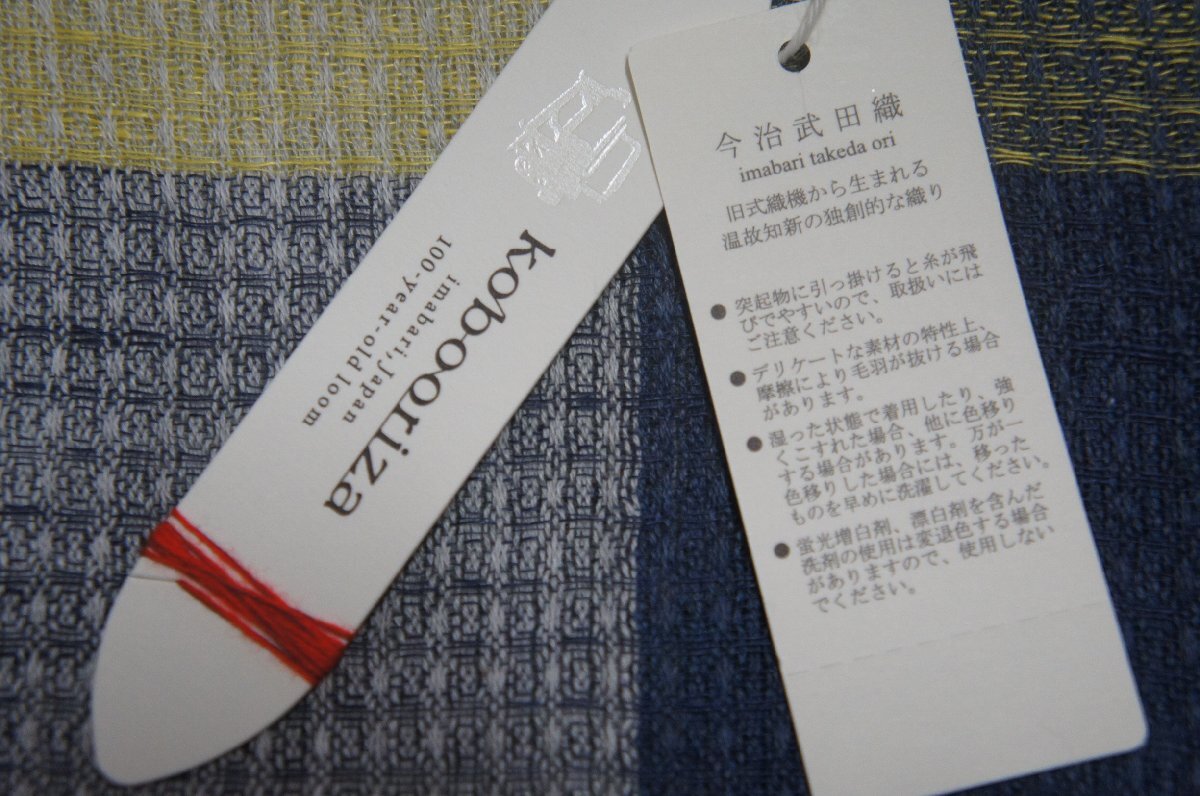 kobooriza
imabari, Japan
100-year-old loom
今治武田織
imabari takeda ori
旧式織機から生まれる
温故知新の独創的な織り
● 突起物に引っ掛けると糸が飛
びでやすいので、取扱いには
ご注意ください。
● デリケートな素材の特性上、
摩擦により毛羽が抜ける場合
があります。
● 湿った状態で着用したり、強
くこすれた場合、他に色移り
する場合があります。万が一
色移りした場合には、移った
ものを早めに洗濯してください。
● 蛍光増白剤、漂白剤を含んだ
洗剤の使用は変退色する場合
がありますので、使用しない
でください。